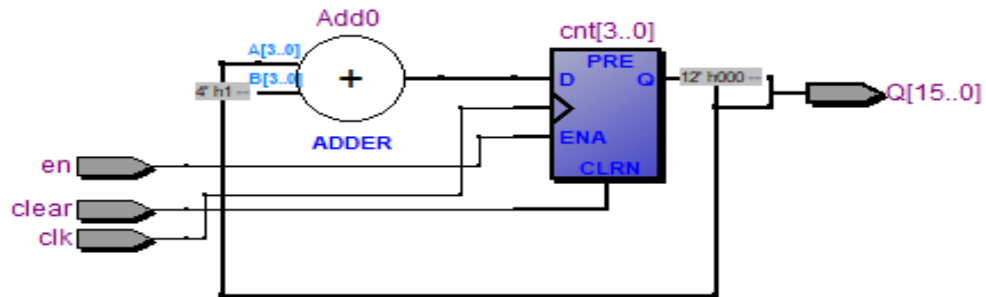 Add0
cnt[3..0]
A[3..0]
B[3..0]
4' h1 --
+
ADDER
PRE
D
Q
ENA
CLRN
12' h000 --
Q[15..0]
en
clear
clk